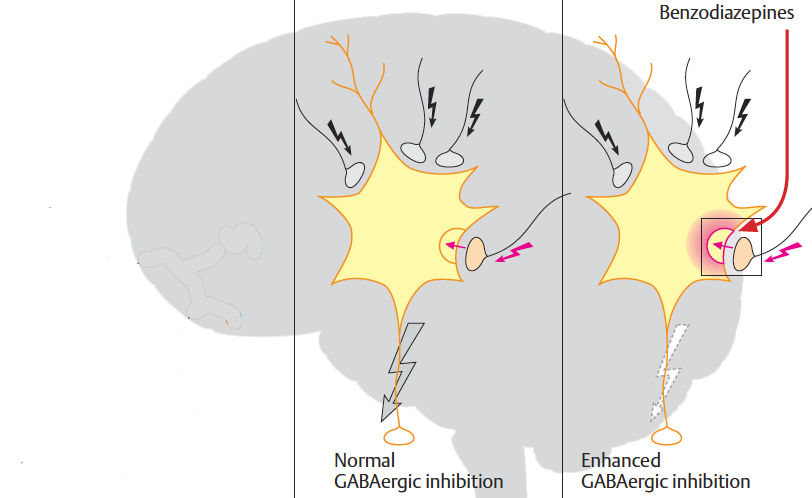 Benzodiazepines
Normal
GABAergic inhibition
Enhanced
GABAergic inhibition